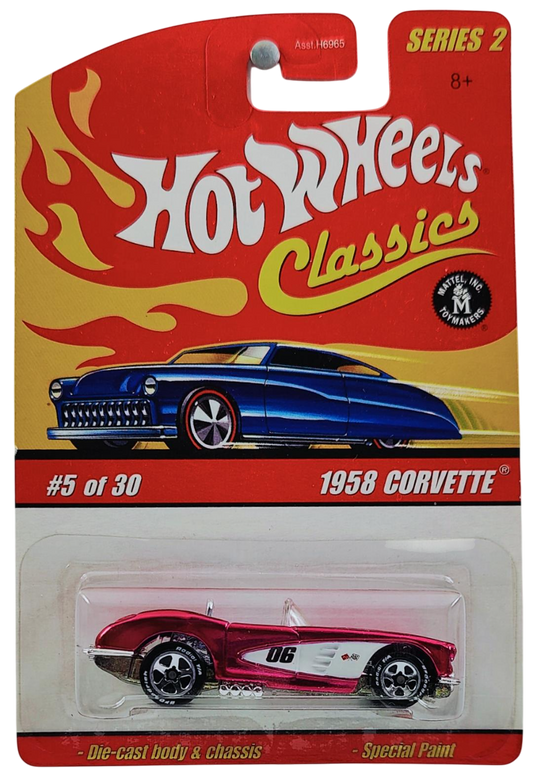 Asst.H6965
SERIES 2
8+
HOT WHEELS®
Classics
MATTEL, INC.
M
TOYMAKERS®
#5 of 30
1958 CORVETTE®
06
- Die-cast body & chassis
- Special Paint